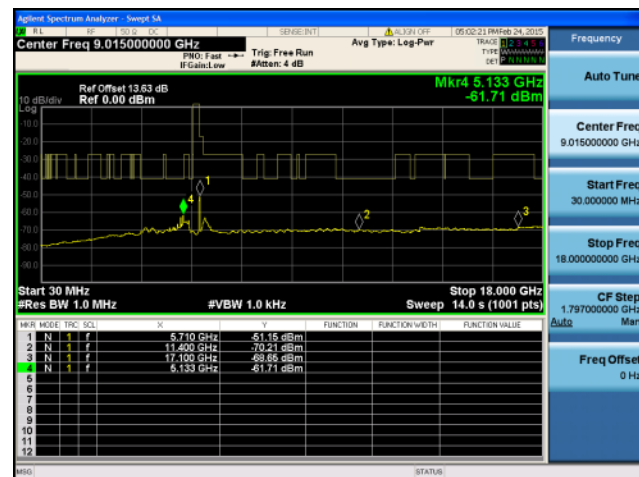 Agilent Spectrum Analyzer - Swept SA
RL RF 50 Ω DC SENSE:INT ALIGN OFF 05:02:21 PM Feb 24, 2015
Center Freq 9.015000000 GHz
PNO: Fast
IFGain:Low
Trig: Free Run
#Atten: 4 dB
Avg Type: Log-Pwr
TRACE 1 2 3 4 5 6
TYPE
DET P N N N N N
Ref Offset 13.63 dB
10 dB/div Ref 0.00 dBm
Log
Mkr4 5.133 GHz
-61.71 dBm
-10.0
-20.0
-30.0
-40.0
-50.0
-60.0
-70.0
-80.0
-90.0
1
4
2
3
Start 30 MHz
#Res BW 1.0 MHz
#VBW 1.0 kHz
Stop 18.000 GHz
Sweep 14.0 s (1001 pts)
MKR MODE TRC SCL X Y FUNCTION FUNCTION WIDTH FUNCTION VALUE
1 N 1 f 5.710 GHz -51.15 dBm
2 N 1 f 11.400 GHz -70.21 dBm
3 N 1 f 17.100 GHz -68.65 dBm
4 N 1 f 5.133 GHz -61.71 dBm
5
6
7
8
9
10
11
12
MSG
STATUS
Frequency
Auto Tune
Center Freq
9.015000000 GHz
Start Freq
30.000000 MHz
Stop Freq
18.000000000 GHz
CF Step
1.797000000 GHz
Auto Man
Freq Offset
0 Hz